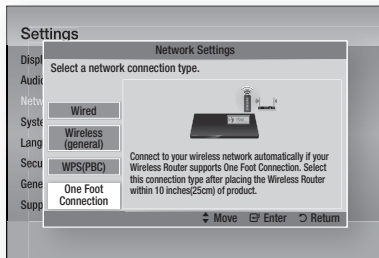 Settings
Network Settings
Displ
Select a network connection type.
Audio
Netw
Wired
Syste
Wireless
(general)
Lang
WPS(PBC)
Secu
Connect to your wireless network automatically if your
Wireless Router supports One Foot Connection. Select
this connection type after placing the Wireless Router
within 10 inches(25cm) of product.
Gene
One Foot
Connection
Supp
Move Enter Return